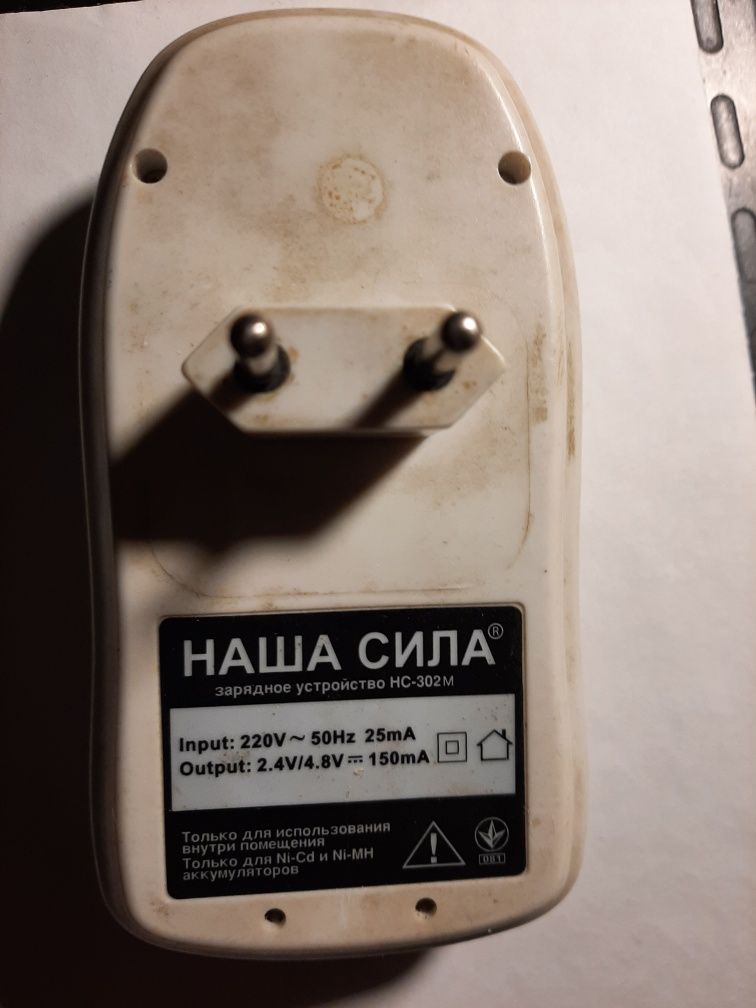 НАША СИЛА®
зарядное устройство НС-302М
Input: 220V ~ 50Hz 25mA
Output: 2.4V/4.8V ⎓ 150mA
Только для использования
внутри помещения
Только для Ni-Cd и Ni-MH
аккумуляторов
!
081